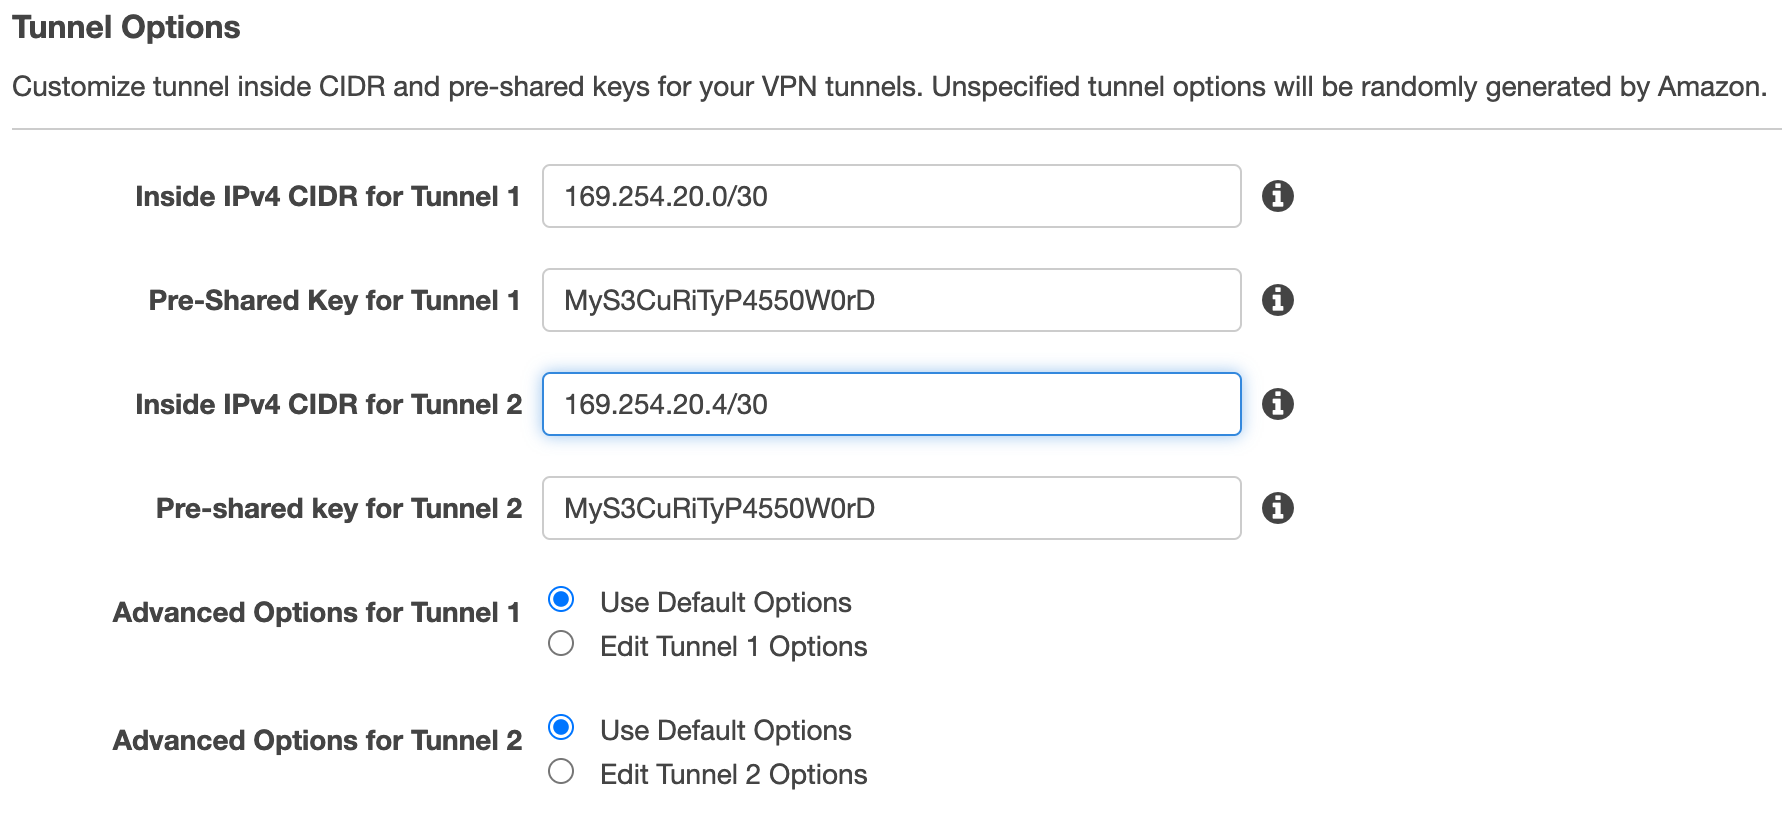 Tunnel Options
Customize tunnel inside CIDR and pre-shared keys for your VPN tunnels. Unspecified tunnel options will be randomly generated by Amazon.
Inside IPv4 CIDR for Tunnel 1 169.254.20.0/30
Pre-Shared Key for Tunnel 1 MyS3CuRiTyP4550W0rD
Inside IPv4 CIDR for Tunnel 2 169.254.20.4/30
Pre-shared key for Tunnel 2 MyS3CuRiTyP4550W0rD
Advanced Options for Tunnel 1 Use Default Options
Edit Tunnel 1 Options
Advanced Options for Tunnel 2 Use Default Options
Edit Tunnel 2 Options